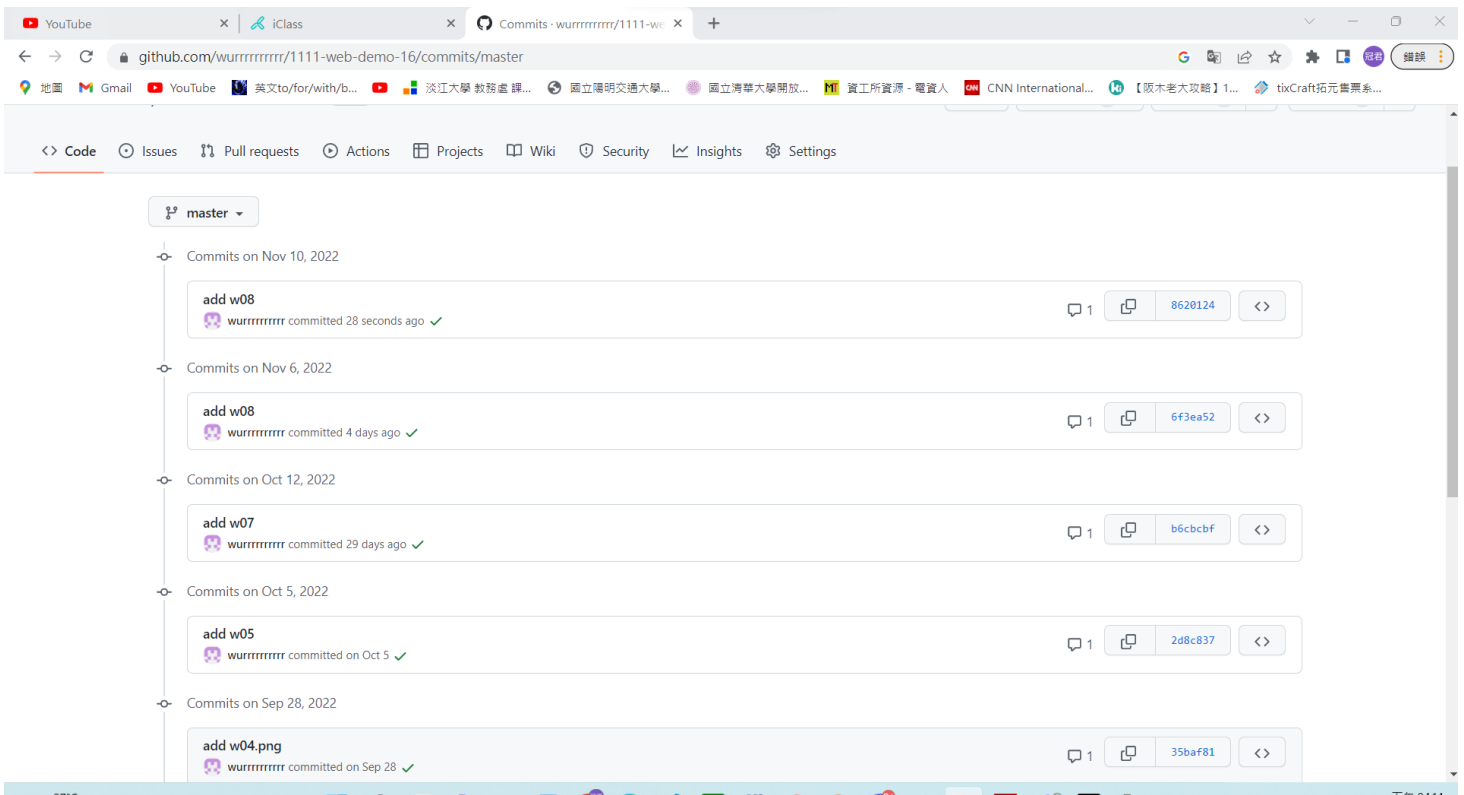 YouTube iClass Commits · wurrrrrrrrrr/1111-we
github.com/wurrrrrrrrrr/1111-web-demo-16/commits/master 冠君 錯誤
地圖 Gmail YouTube 英文to/for/with/b... 淡江大學 教務處 課... 國立陽明交通大學... 國立清華大學開放... 資工所資源 - 電資人 CNN International... 【阪木老大攻略】1... tixCraft拓元售票系...
Code Issues Pull requests Actions Projects Wiki Security Insights Settings
master
Commits on Nov 10, 2022
add w08
wurrrrrrrrrr committed 28 seconds ago
1 8620124
Commits on Nov 6, 2022
add w08
wurrrrrrrrrr committed 4 days ago
1 6f3ea52
Commits on Oct 12, 2022
add w07
wurrrrrrrrrr committed 29 days ago
1 b6cbcbf
Commits on Oct 5, 2022
add w05
wurrrrrrrrrr committed on Oct 5
1 2d8c837
Commits on Sep 28, 2022
add w04.png
wurrrrrrrrrr committed on Sep 28
1 35baf81